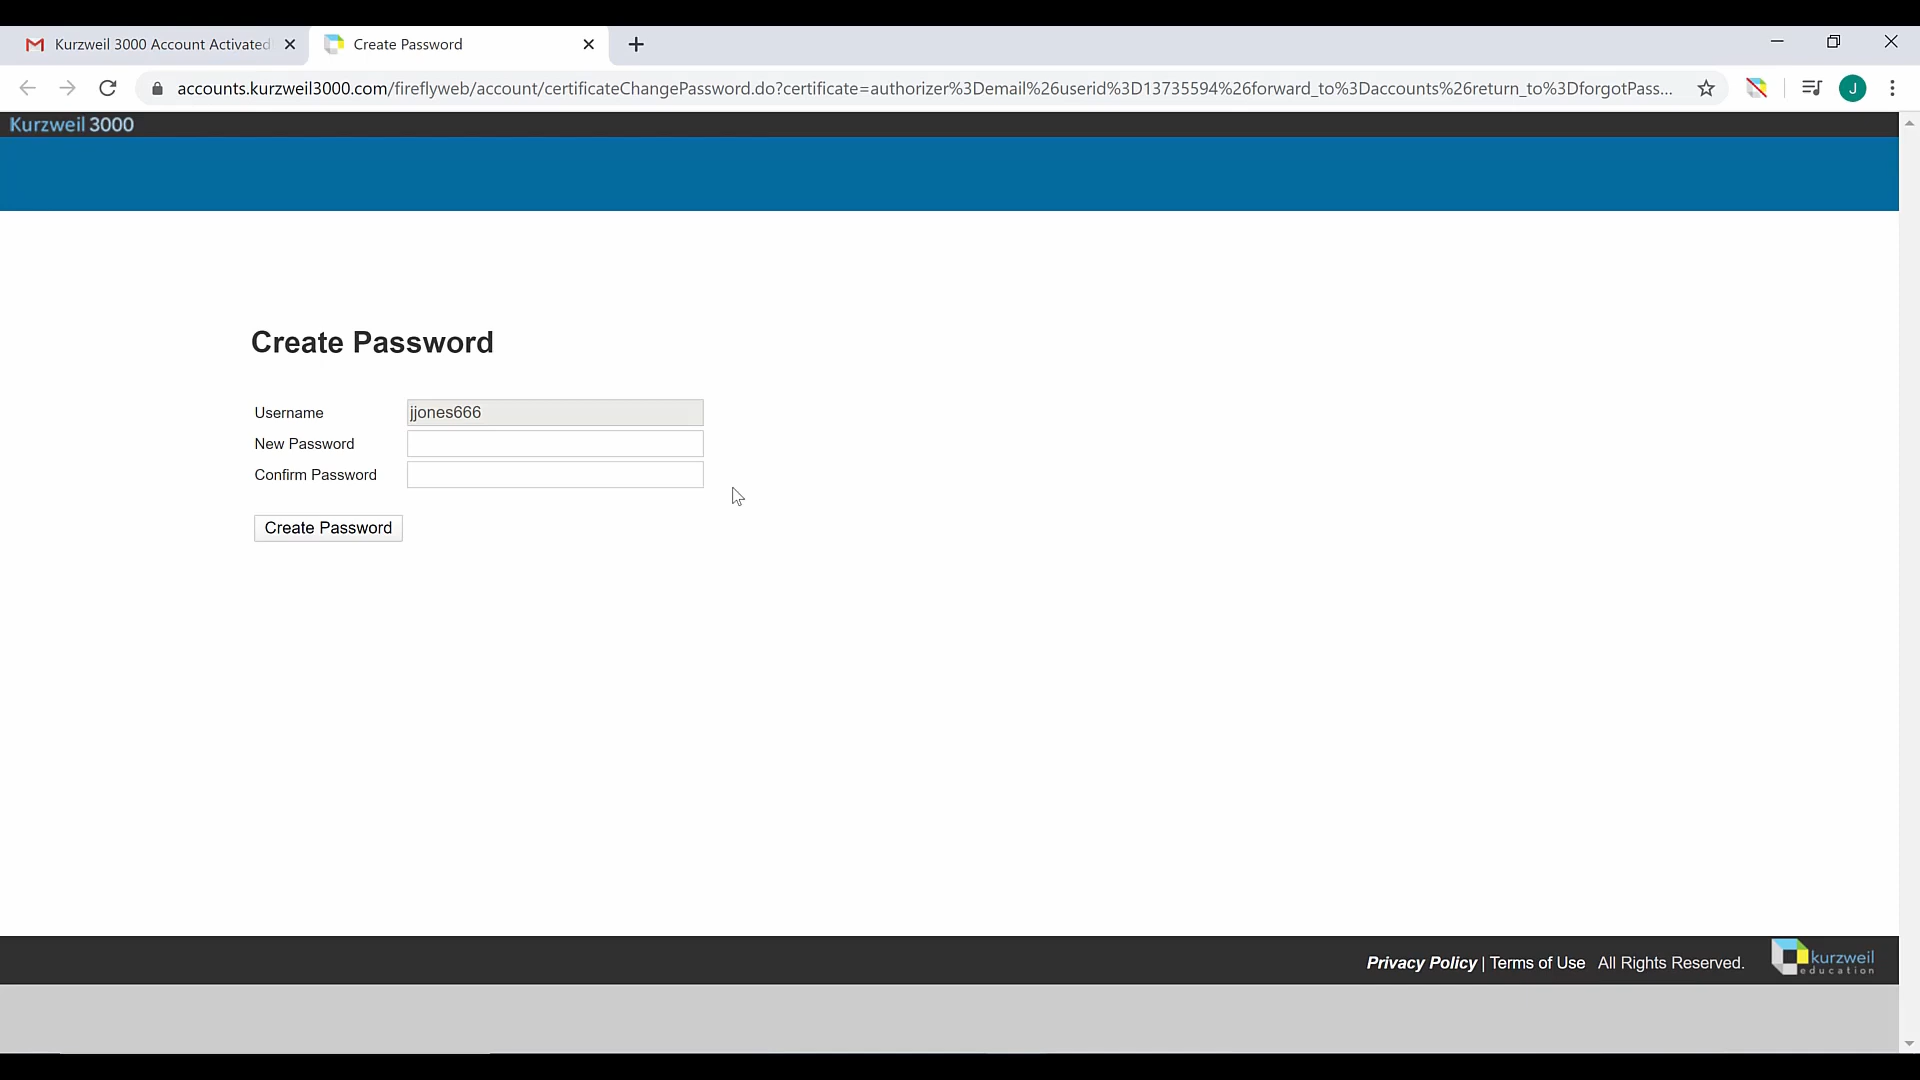 Kurzweil 3000 Account Activated
Create Password
accounts.kurzweil3000.com/fireflyweb/account/certificateChangePassword.do?certificate=authorizer%3Demail%26userid%3D13735594%26forward_to%3Daccounts%26return_to%3DforgotPass...
J
Kurzweil 3000
Create Password
Username jjones666
New Password
Confirm Password
Create Password
Privacy Policy | Terms of Use All Rights Reserved.
kurzweil
education